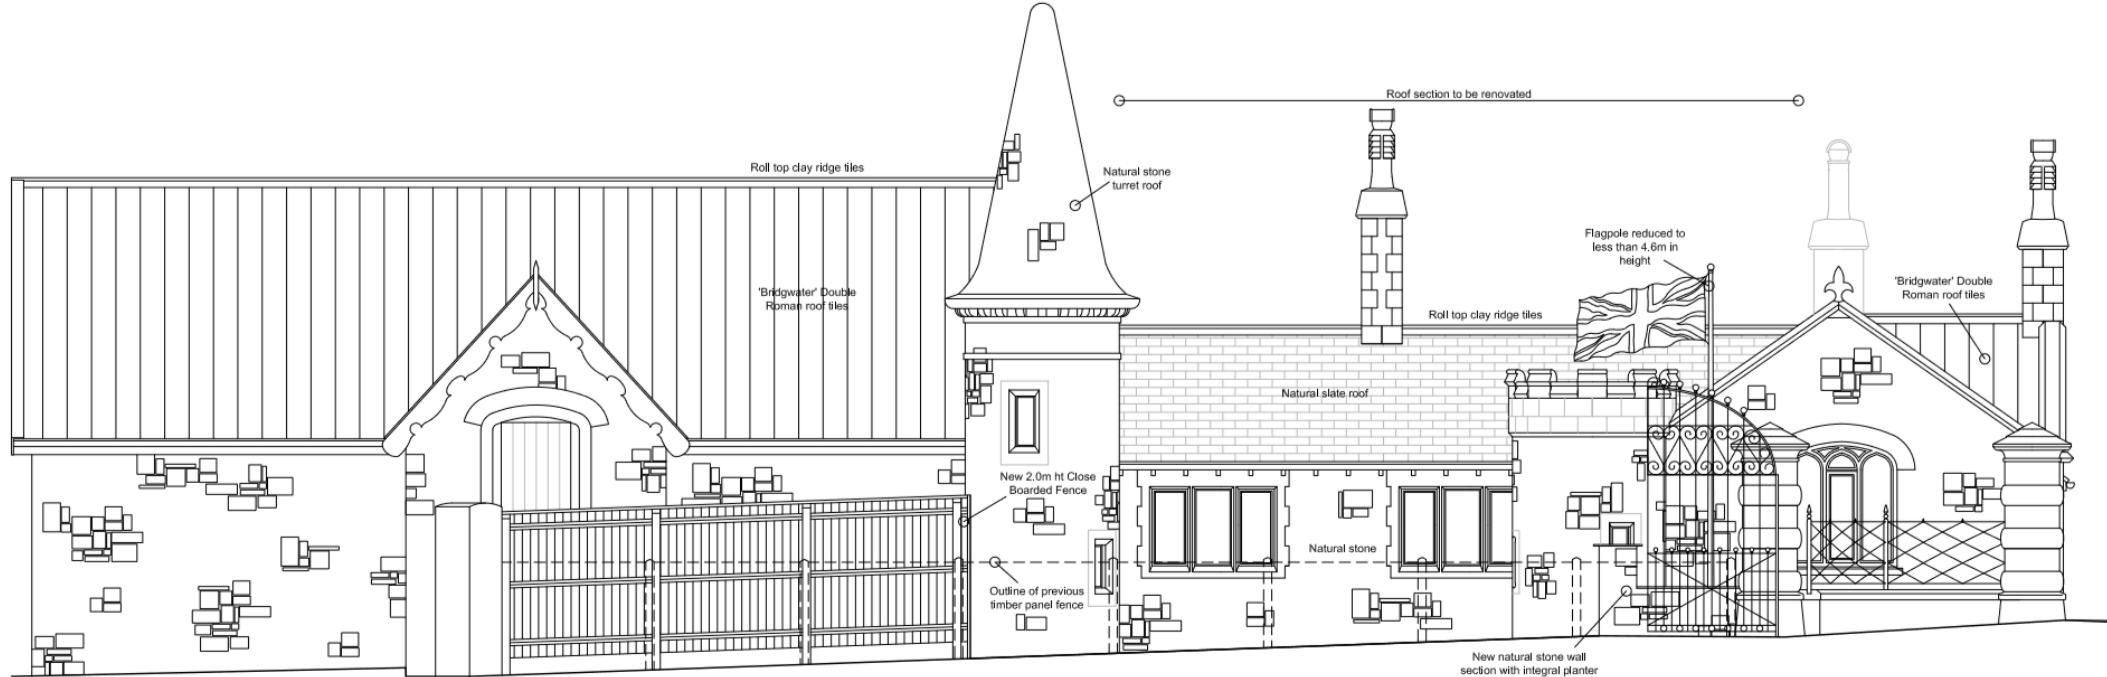 Roof section to be renovated
Roll top clay ridge tiles
Natural stone
turret roof
Flagpole reduced to
less than 4.6m in
height
'Bridgwater' Double
Roman roof tiles
'Bridgwater' Double
Roman roof tiles
Roll top clay ridge tiles
Natural slate roof
New 2.0m ht Close
Boarded Fence
Natural stone
Outline of previous
timber panel fence
New natural stone wall
section with integral planter